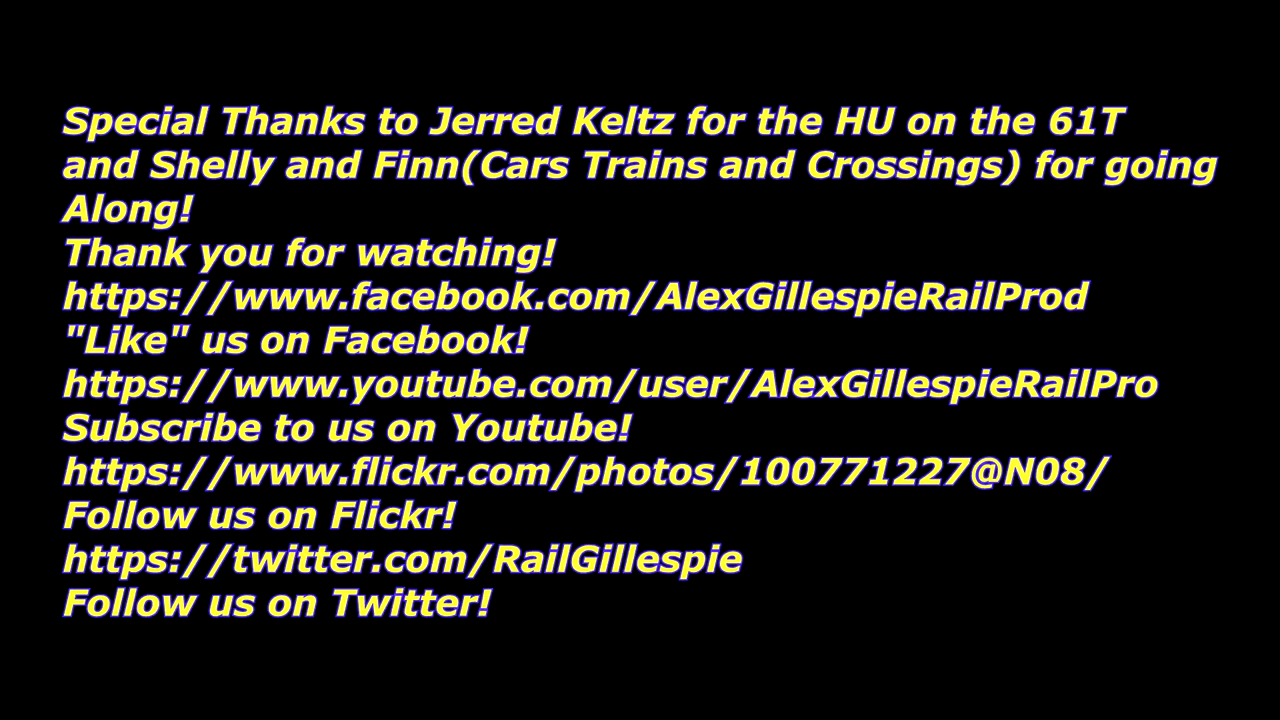 Special Thanks to Jerred Keltz for the HU on the 61T
and Shelly and Finn(Cars Trains and Crossings) for going
Along!
Thank you for watching!
https://www.facebook.com/AlexGillespieRailProd
"Like" us on Facebook!
https://www.youtube.com/user/AlexGillespieRailPro
Subscribe to us on Youtube!
https://www.flickr.com/photos/100771227@N08/
Follow us on Flickr!
https://twitter.com/RailGillespie
Follow us on Twitter!